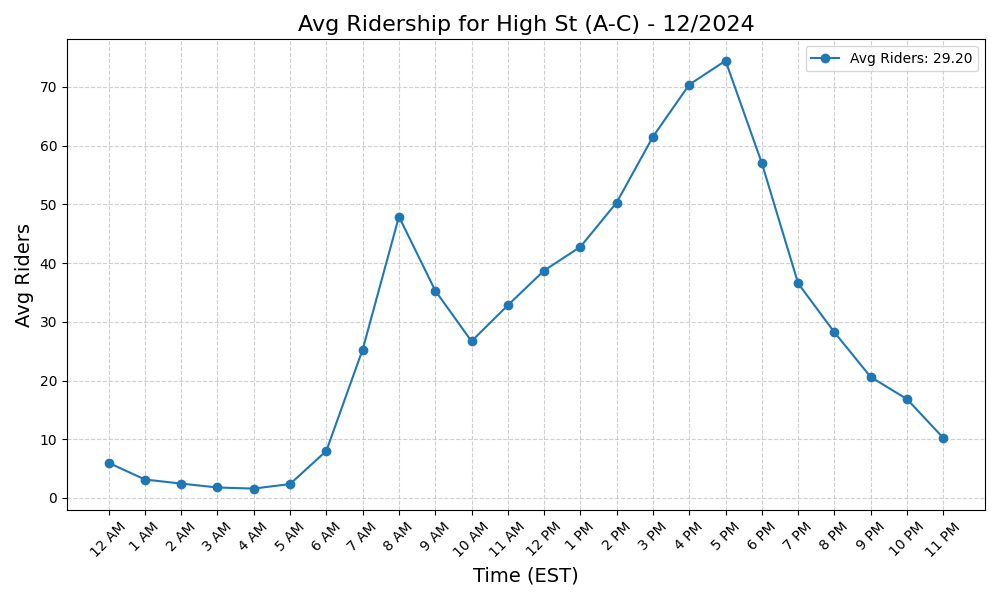 Avg Ridership for High St (A-C) - 12/2024
Avg Riders: 29.20
Avg Riders
70
60
50
40
30
20
10
0
12 AM
1 AM
2 AM
3 AM
4 AM
5 AM
6 AM
7 AM
8 AM
9 AM
10 AM
11 AM
12 PM
1 PM
2 PM
3 PM
4 PM
5 PM
6 PM
7 PM
8 PM
9 PM
10 PM
11 PM
Time (EST)